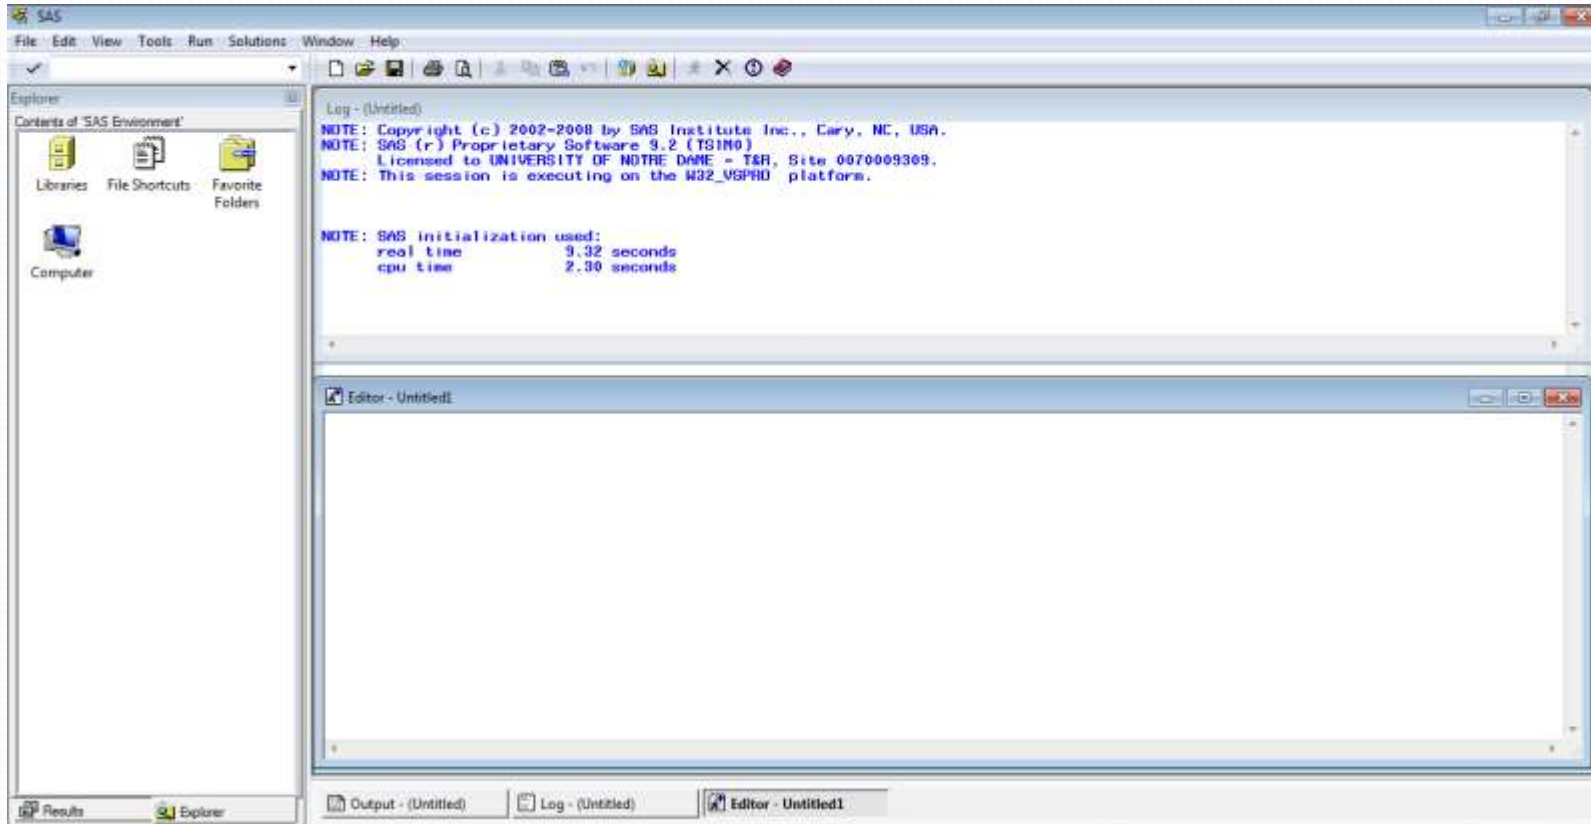 SAS
File Edit View Tools Run Solutions Window Help
Explorer
Contents of 'SAS Environment'
Libraries
File Shortcuts
Favorite
Folders
Computer
Log - (Untitled)
NOTE: Copyright (c) 2002-2008 by SAS Institute Inc., Cary, NC, USA.
NOTE: SAS (r) Proprietary Software 9.2 (TS1M0)
Licensed to UNIVERSITY OF NOTRE DAME - T&R, Site 0070009309.
NOTE: This session is executing on the W32_VSPRO platform.
NOTE: SAS initialization used:
real time 9.32 seconds
cpu time 2.30 seconds
Editor - Untitled1
Results
Explorer
Output - (Untitled)
Log - (Untitled)
Editor - Untitled1